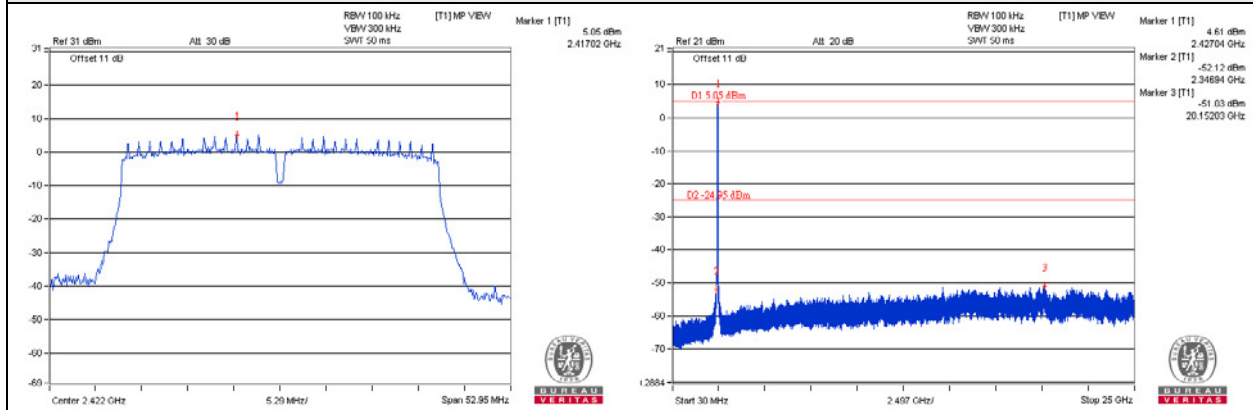 RBW 100 kHz
[T1] MP VIEW
VBW 300 kHz
Ref 31 dBm
Att 30 dB
SWT 50 ms
Marker 1 [T1]
5.05 dBm
2.41702 GHz
Offset 11 dB
31
20
10
0
-10
-20
-30
-40
-50
-60
-69
1
Center 2.422 GHz
5.29 MHz/
Span 52.95 MHz
BUREAU
VERITAS
RBW 100 kHz
[T1] MP VIEW
VBW 300 kHz
Ref 21 dBm
Att 20 dB
SWT 50 ms
Marker 1 [T1]
4.61 dBm
2.42704 GHz
Marker 2 [T1]
-52.12 dBm
2.34694 GHz
Marker 3 [T1]
-51.03 dBm
20.15203 GHz
Offset 11 dB
21
10
0
-10
-20
-30
-40
-50
-60
-70
1.2884
1
D1 5.05 dBm
D2 -24.95 dBm
2
3
Start 30 MHz
2.497 GHz/
Stop 25 GHz
BUREAU
VERITAS